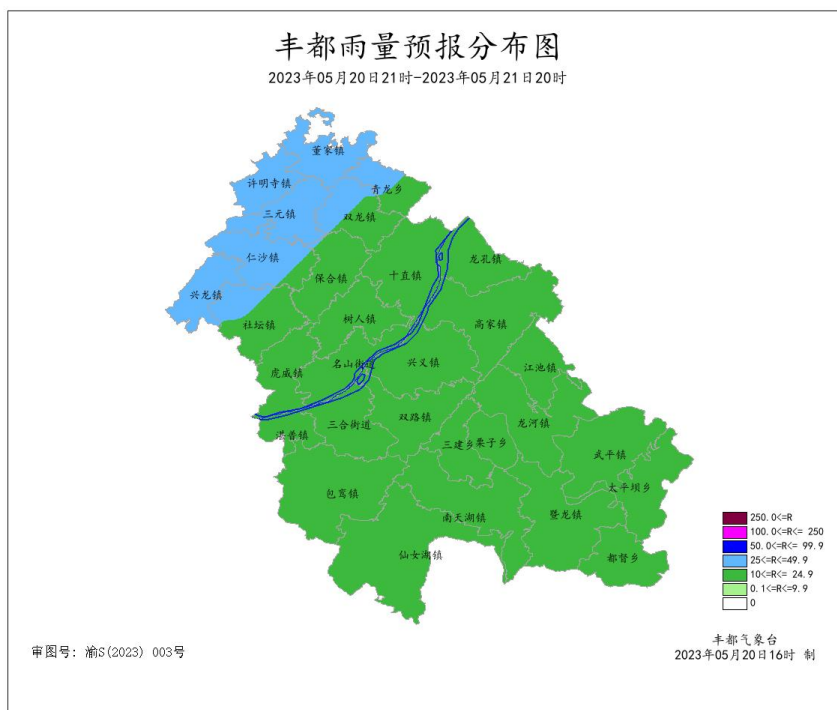 丰都雨量预报分布图
2023年05月20日21时-2023年05月21日20时
董家镇
许明寺镇
青龙乡
三元镇
双龙镇
仁沙镇
龙孔镇
保合镇
十直镇
兴龙镇
社坛镇
树人镇
高家镇
名山街道
兴义镇
虎威镇
江池镇
双路镇
三合街道
龙河镇
湛普镇
三建乡
栗子乡
武平镇
太平坝乡
包鸾镇
南天湖镇
暨龙镇
仙女湖镇
都督乡
250.0<=R
100.0<=R<= 250
50.0<=R<= 99.9
25<=R<=49.9
10<=R<= 24.9
0.1<=R<=9.9
0
审图号: 渝S(2023) 003号
丰都气象台
2023年05月20日16时 制